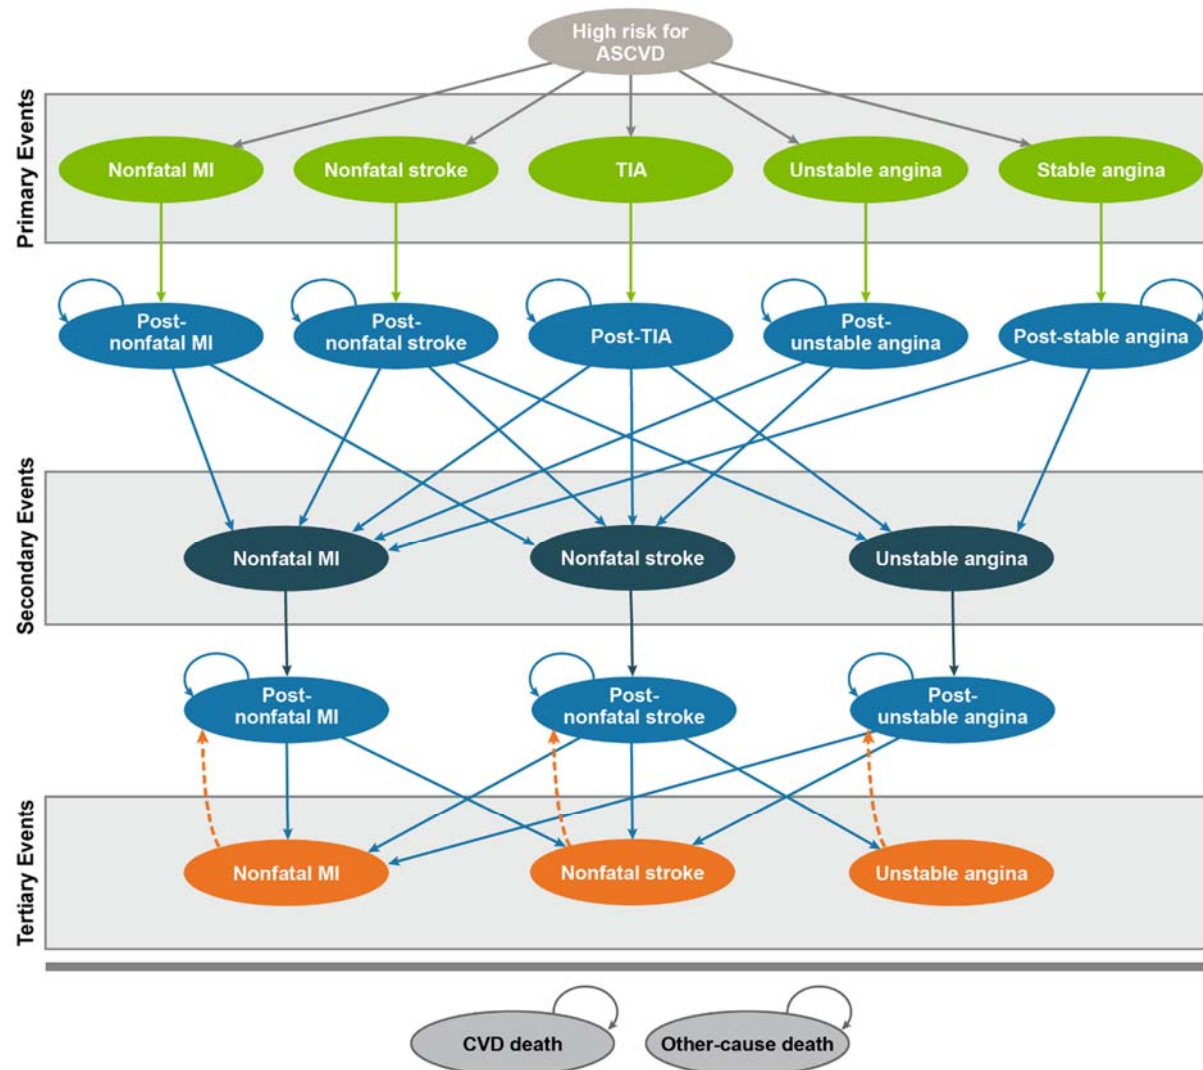 High risk for
ASCVD
Primary Events
Nonfatal MI
Nonfatal stroke
TIA
Unstable angina
Stable angina
Post-
nonfatal MI
Post-
nonfatal stroke
Post-TIA
Post-
unstable angina
Post-stable angina
Secondary Events
Nonfatal MI
Nonfatal stroke
Unstable angina
Post-
nonfatal MI
Post-
nonfatal stroke
Post-
unstable angina
Tertiary Events
Nonfatal MI
Nonfatal stroke
Unstable angina
CVD death
Other-cause death